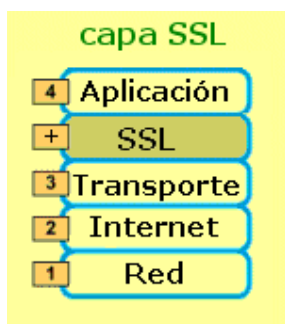 capa SSL
4 Aplicación
+ SSL
3 Transporte
2 Internet
1 Red